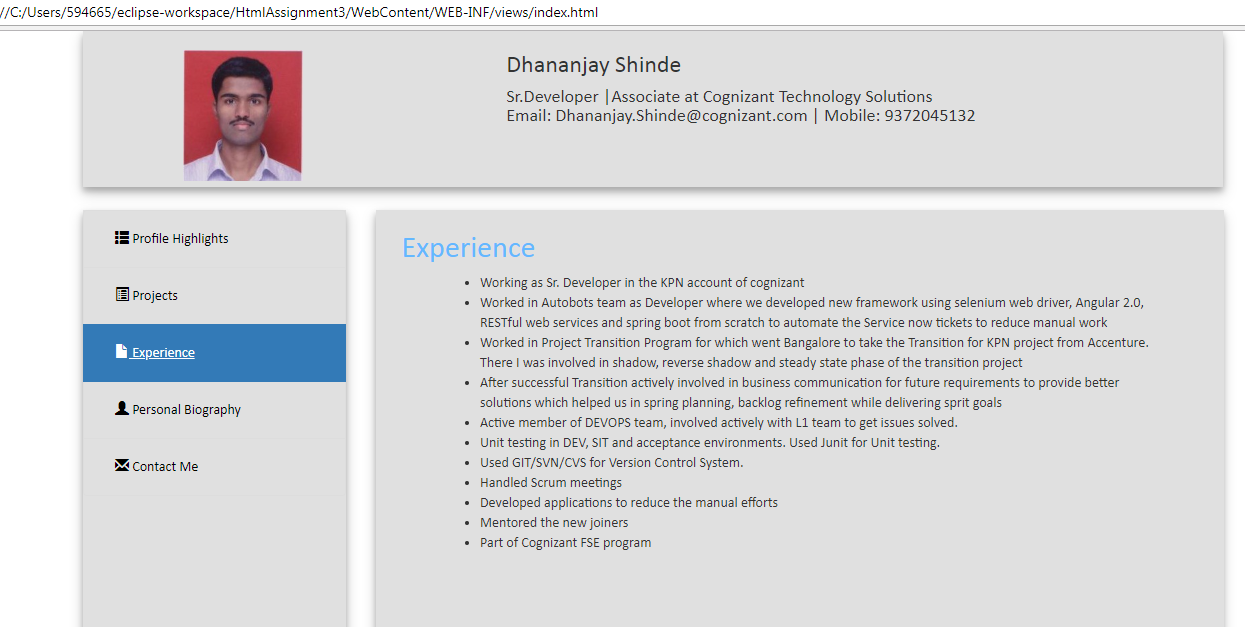 //C:/Users/594665/eclipse-workspace/HtmlAssignment3/WebContent/WEB-INF/views/index.html
Dhananjay Shinde
Sr.Developer |Associate at Cognizant Technology Solutions
Email: Dhananjay.Shinde@cognizant.com | Mobile: 9372045132
Profile Highlights
Projects
Experience
Personal Biography
Contact Me
Experience
Working as Sr. Developer in the KPN account of cognizant
Worked in Autobots team as Developer where we developed new framework using selenium web driver, Angular 2.0,
RESTful web services and spring boot from scratch to automate the Service now tickets to reduce manual work
Worked in Project Transition Program for which went Bangalore to take the Transition for KPN project from Accenture.
There I was involved in shadow, reverse shadow and steady state phase of the transition project
After successful Transition actively involved in business communication for future requirements to provide better
solutions which helped us in spring planning, backlog refinement while delivering sprit goals
Active member of DEVOPS team, involved actively with L1 team to get issues solved.
Unit testing in DEV, SIT and acceptance environments. Used Junit for Unit testing.
Used GIT/SVN/CVS for Version Control System.
Handled Scrum meetings
Developed applications to reduce the manual efforts
Mentored the new joiners
Part of Cognizant FSE program